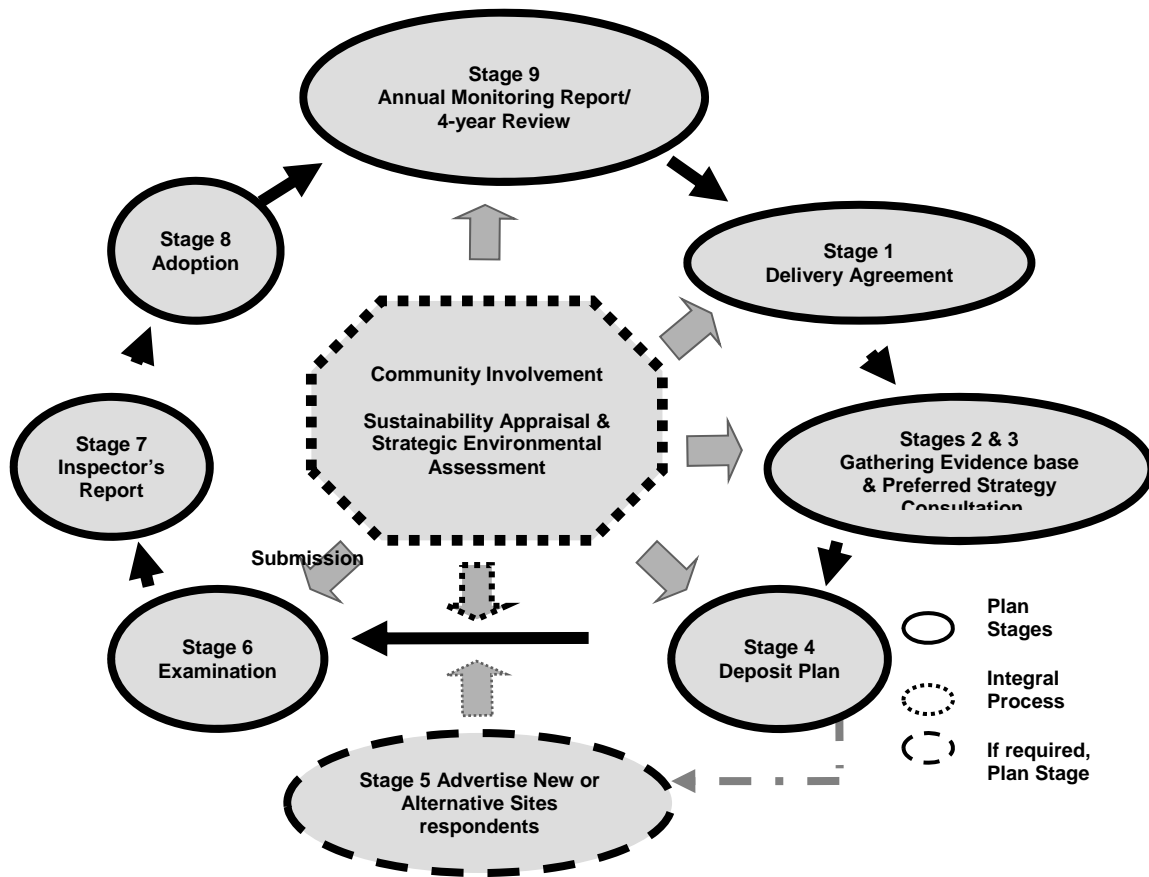 Stage 9
Annual Monitoring Report/
4-year Review
Stage 8
Adoption
Stage 1
Delivery Agreement
Community Involvement
Sustainability Appraisal &
Strategic Environmental
Assessment
Stage 7
Inspector's
Report
Stages 2 & 3
Gathering Evidence base
& Preferred Strategy
Consultation
Submission
Stage 6
Examination
Stage 4
Deposit Plan
Stage 5 Advertise New or
Alternative Sites
respondents
Plan
Stages
Integral
Process
If required,
Plan Stage